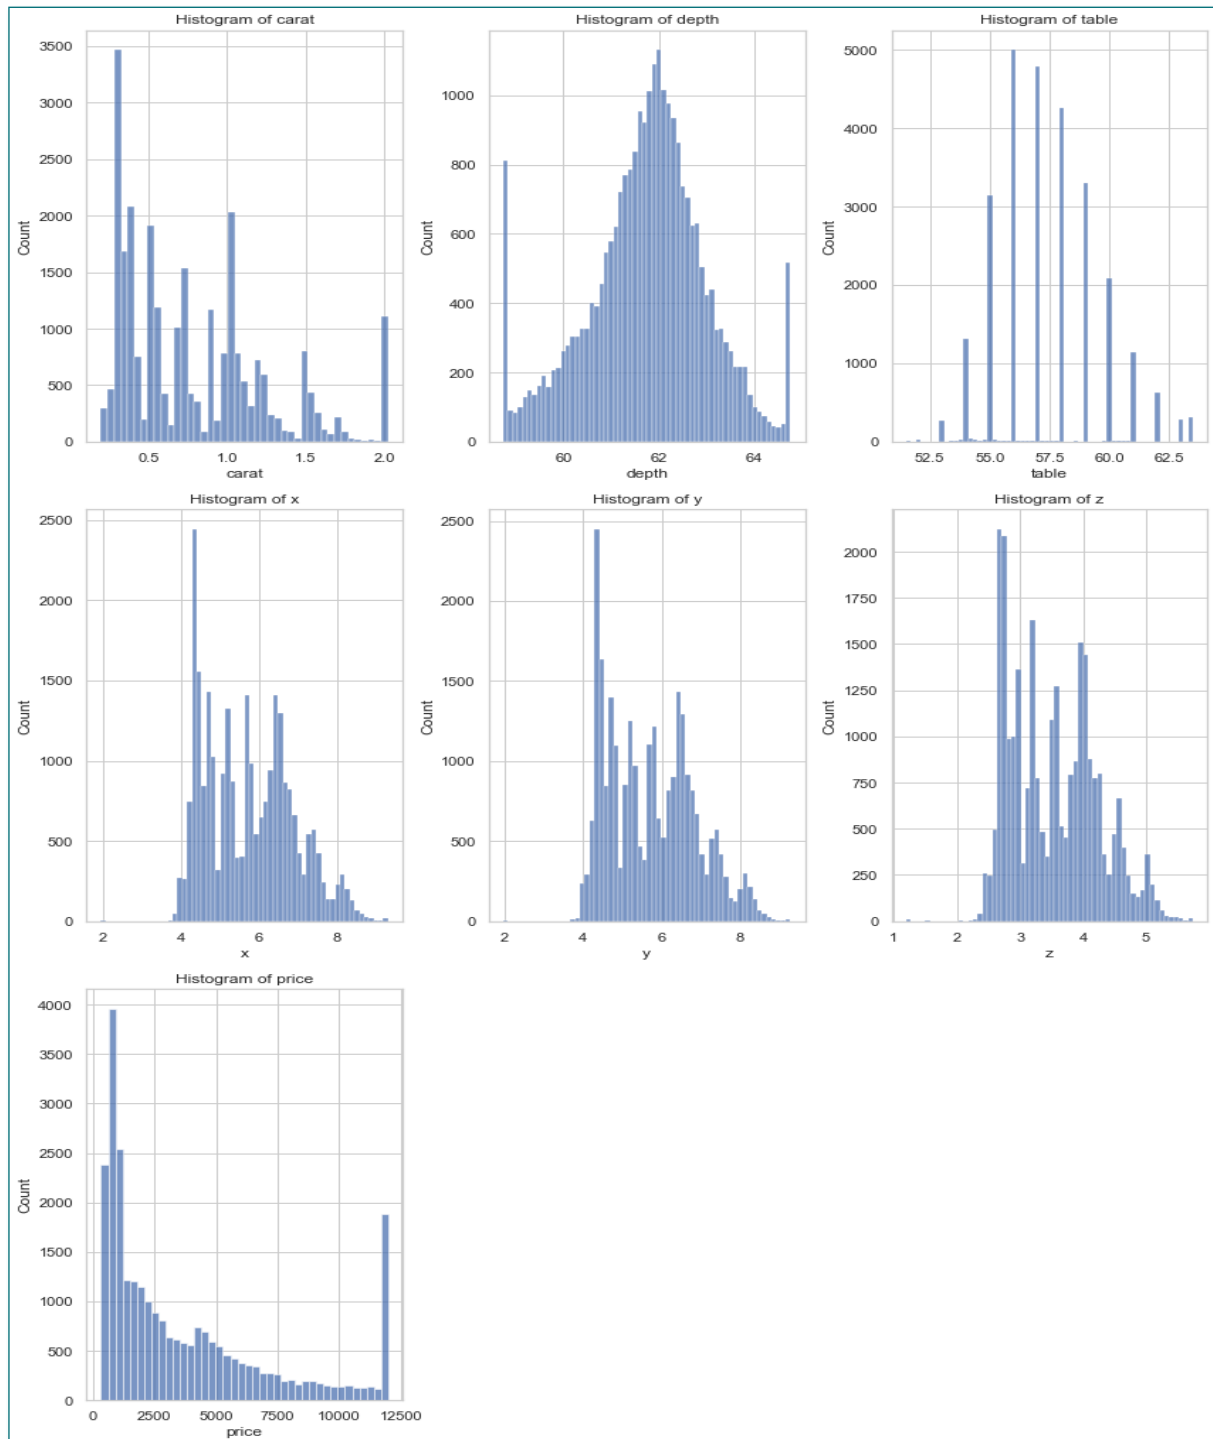 Histogram of carat
3500
3000
2500
2000
1500
1000
500
0
Count
0.5 1.0 1.5 2.0
carat
Histogram of depth
1000
800
600
400
200
0
Count
60 62 64
depth
Histogram of table
5000
4000
3000
2000
1000
0
Count
52.5 55.0 57.5 60.0 62.5
table
Histogram of x
2500
2000
1500
1000
500
0
Count
2 4 6 8
x
Histogram of y
2500
2000
1500
1000
500
0
Count
2 4 6 8
y
Histogram of z
2000
1750
1500
1250
1000
750
500
250
0
Count
1 2 3 4 5
z
Histogram of price
4000
3500
3000
2500
2000
1500
1000
500
0
Count
0 2500 5000 7500 10000 12500
price